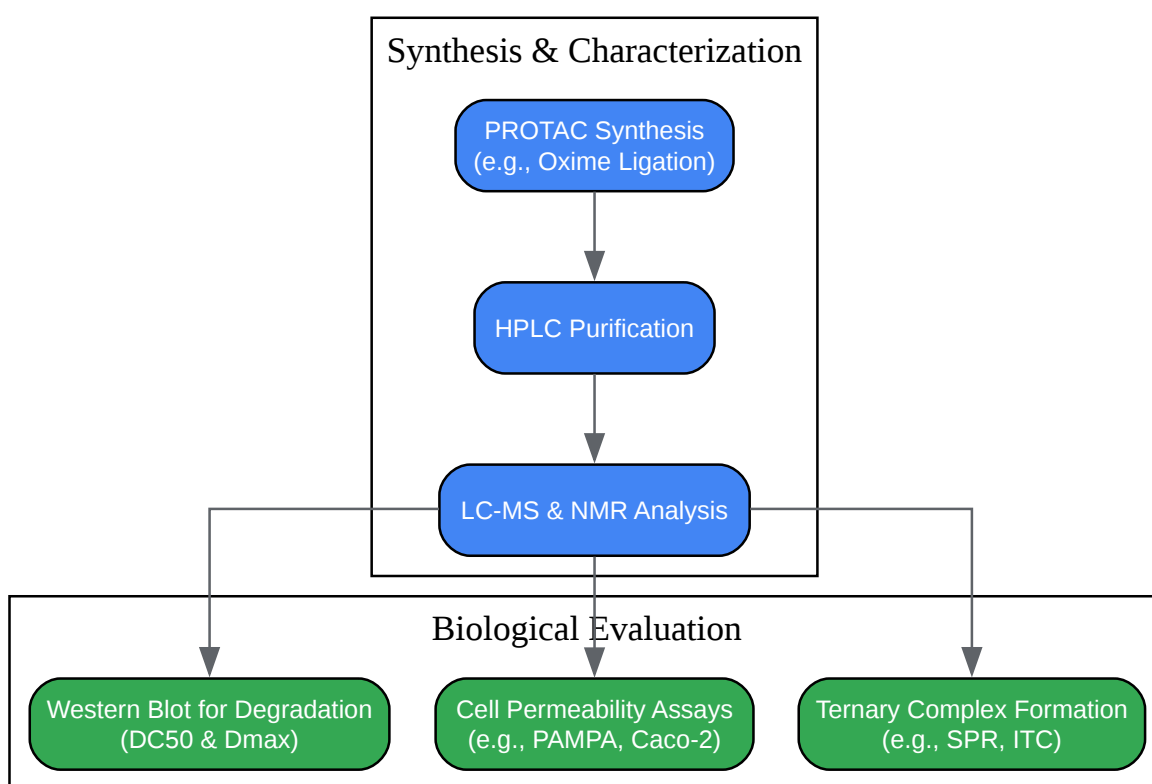 Synthesis & Characterization
PROTAC Synthesis
(e.g., Oxime Ligation)
HPLC Purification
LC-MS & NMR Analysis
Biological Evaluation
Western Blot for Degradation
(DC50 & Dmax)
Cell Permeability Assays
(e.g., PAMPA, Caco-2)
Ternary Complex Formation
(e.g., SPR, ITC)